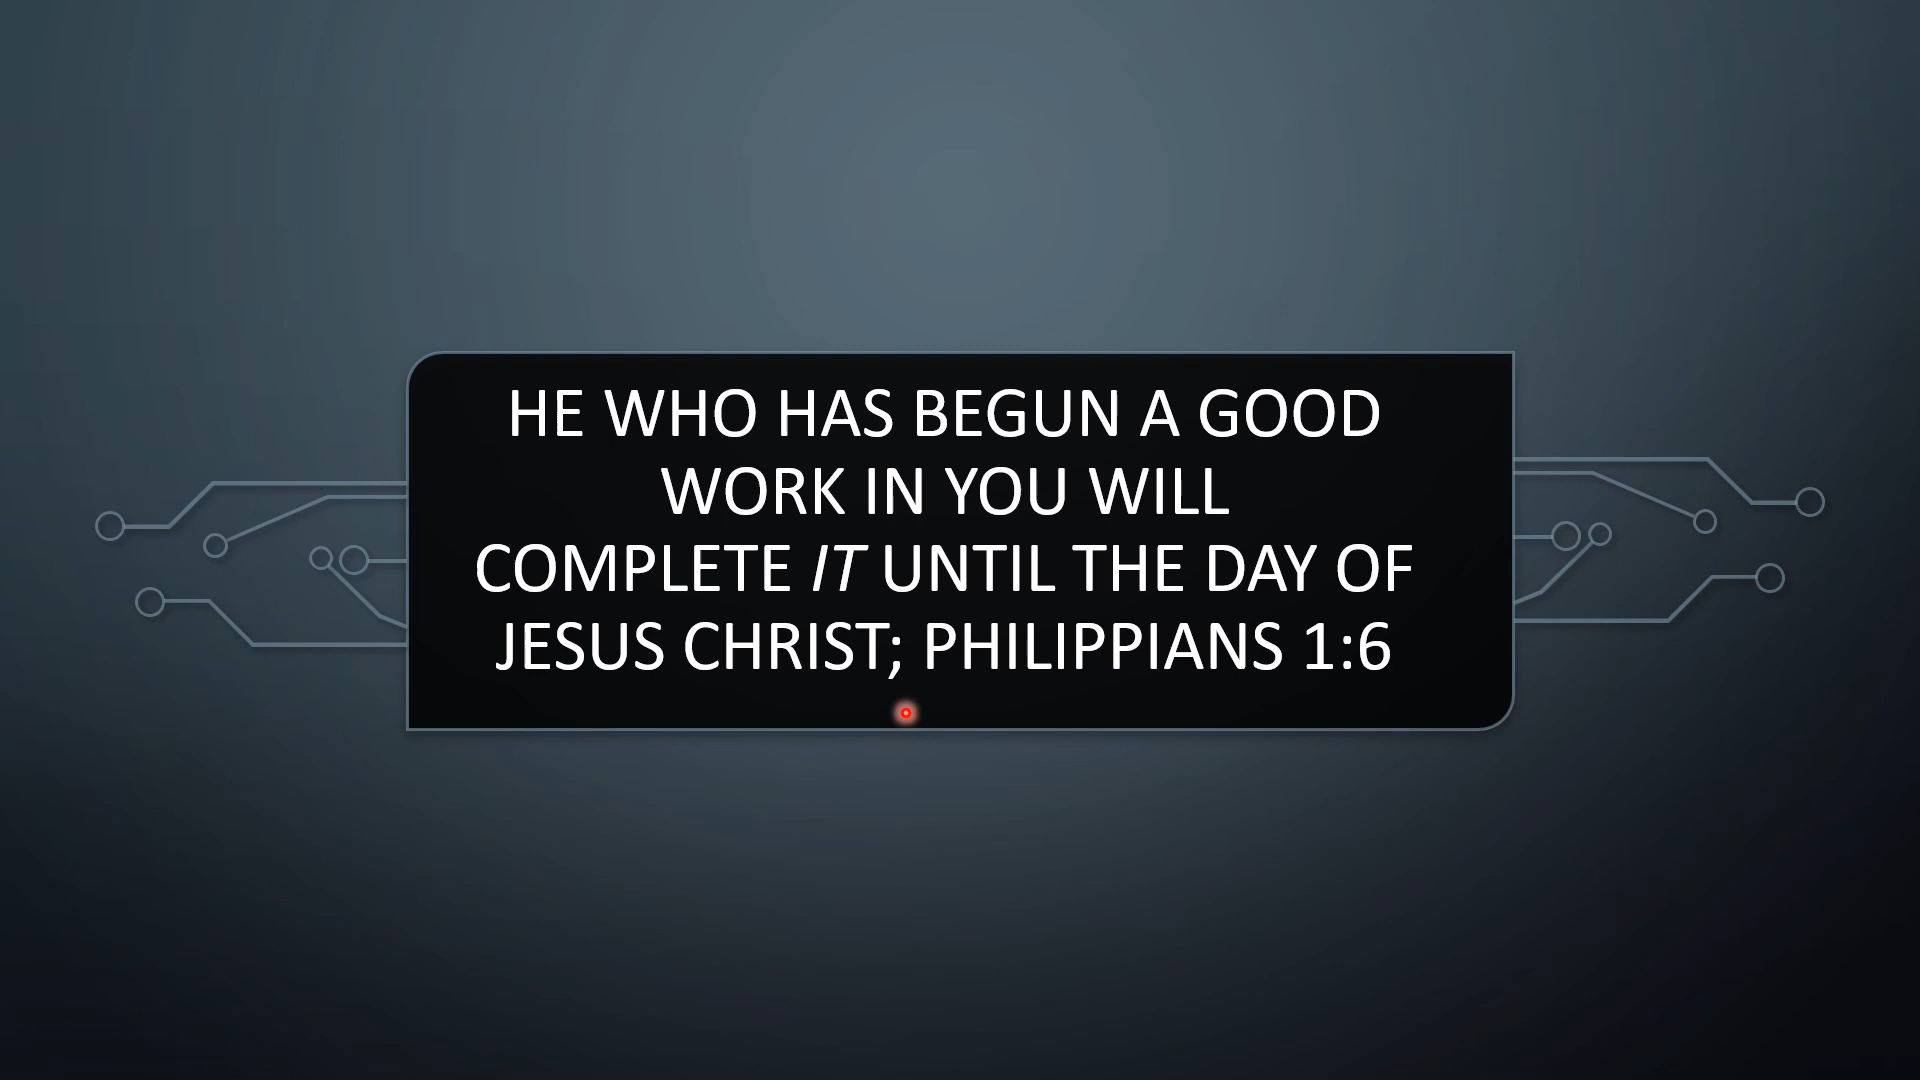 HE WHO HAS BEGUN A GOOD
WORK IN YOU WILL
COMPLETE IT UNTIL THE DAY OF
JESUS CHRIST; PHILIPPIANS 1:6